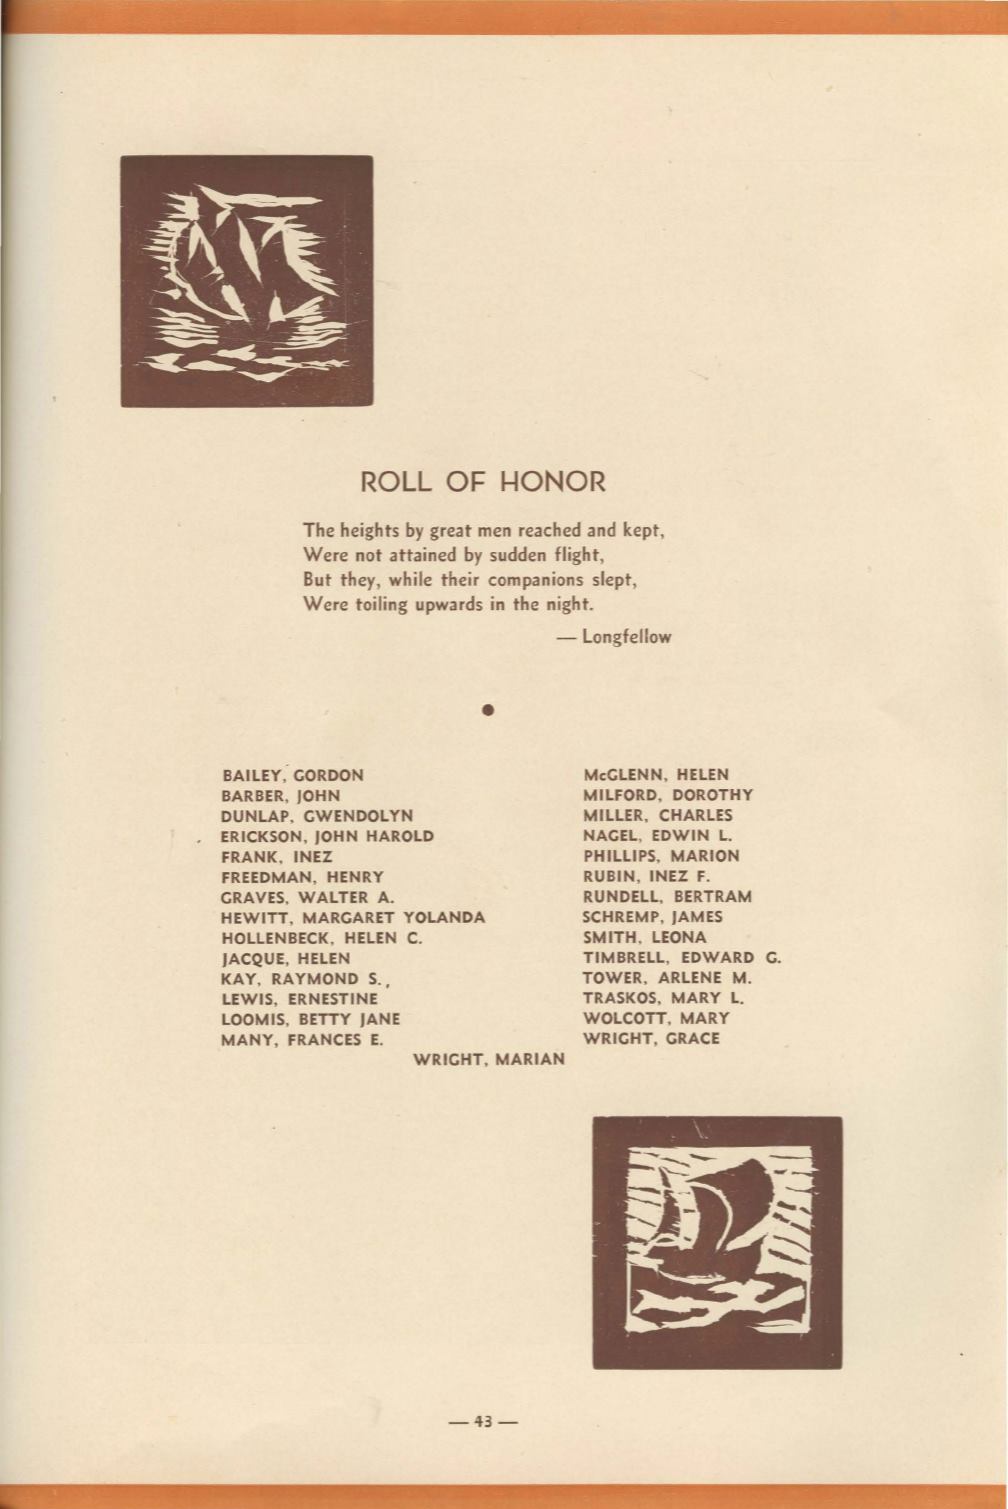 ROLL OF HONOR
The heights by great men reached and kept,
Were not attained by sudden flight,
But they, while their companions slept,
Were toiling upwards in the night.
— Longfellow
BAILEY, GORDON
BARBER, JOHN
DUNLAP, GWENDOLYN
ERICKSON, JOHN HAROLD
FRANK, INEZ
FREEDMAN, HENRY
GRAVES, WALTER A.
HEWITT, MARGARET YOLANDA
HOLLENBECK, HELEN C.
JACQUE, HELEN
KAY, RAYMOND S.,
LEWIS, ERNESTINE
LOOMIS, BETTY JANE
MANY, FRANCES E.
McGLENN, HELEN
MILFORD, DOROTHY
MILLER, CHARLES
NAGEL, EDWIN L.
PHILLIPS, MARION
RUBIN, INEZ F.
RUNDELL, BERTRAM
SCHREMP, JAMES
SMITH, LEONA
TIMBRELL, EDWARD G.
TOWER, ARLENE M.
TRASKOS, MARY L.
WOLCOTT, MARY
WRIGHT, GRACE
WRIGHT, MARIAN
— 43 —